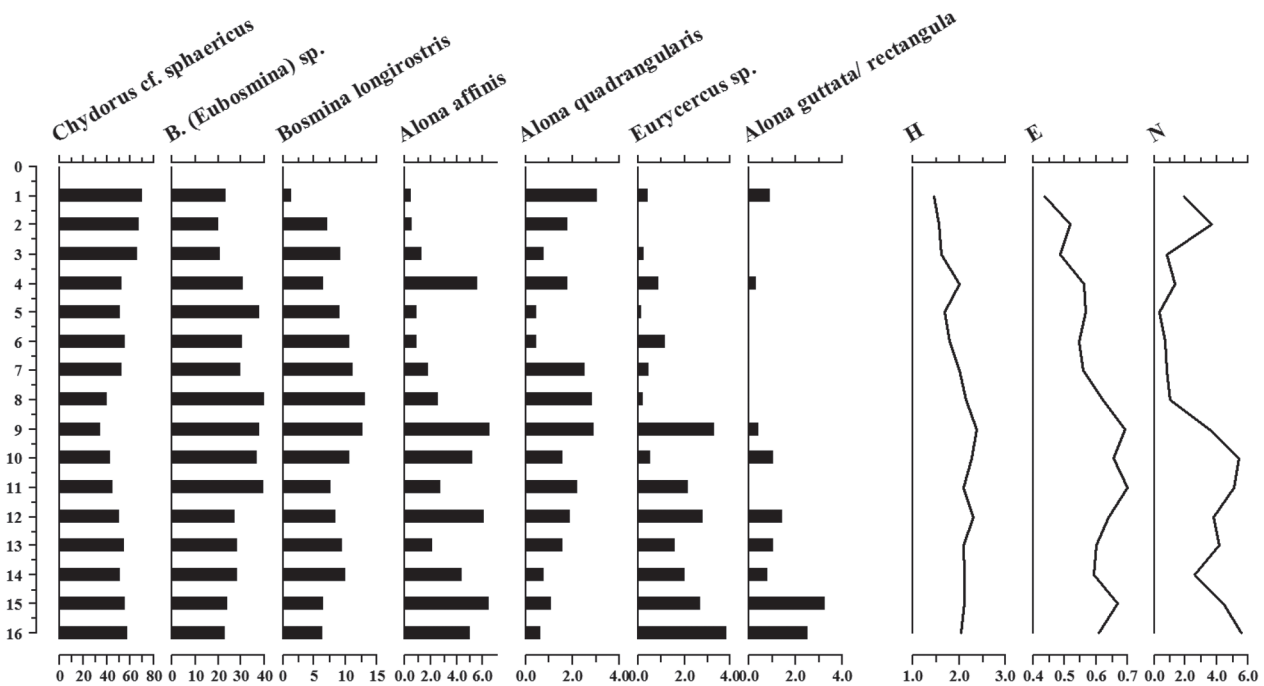 Chydorus cf. sphaericus
B. (Eubosmina) sp.
Bosmina longirostris
Alona affinis
Alona quadrangularis
Eurycercus sp.
Alona guttata/ rectangula
H
E
N
0
1
2
3
4
5
6
7
8
9
10
11
12
13
14
15
16
0 20 40 60 80
0 10 20 30 40
0 5 10 15
0.0 2.0 4.0 6.0
0.0 2.0 4.0
0.0 2.0 4.0
0.0 2.0 4.0
1.0 2.0 3.0
0.4 0.5 0.6 0.7
0.0 2.0 4.0 6.0